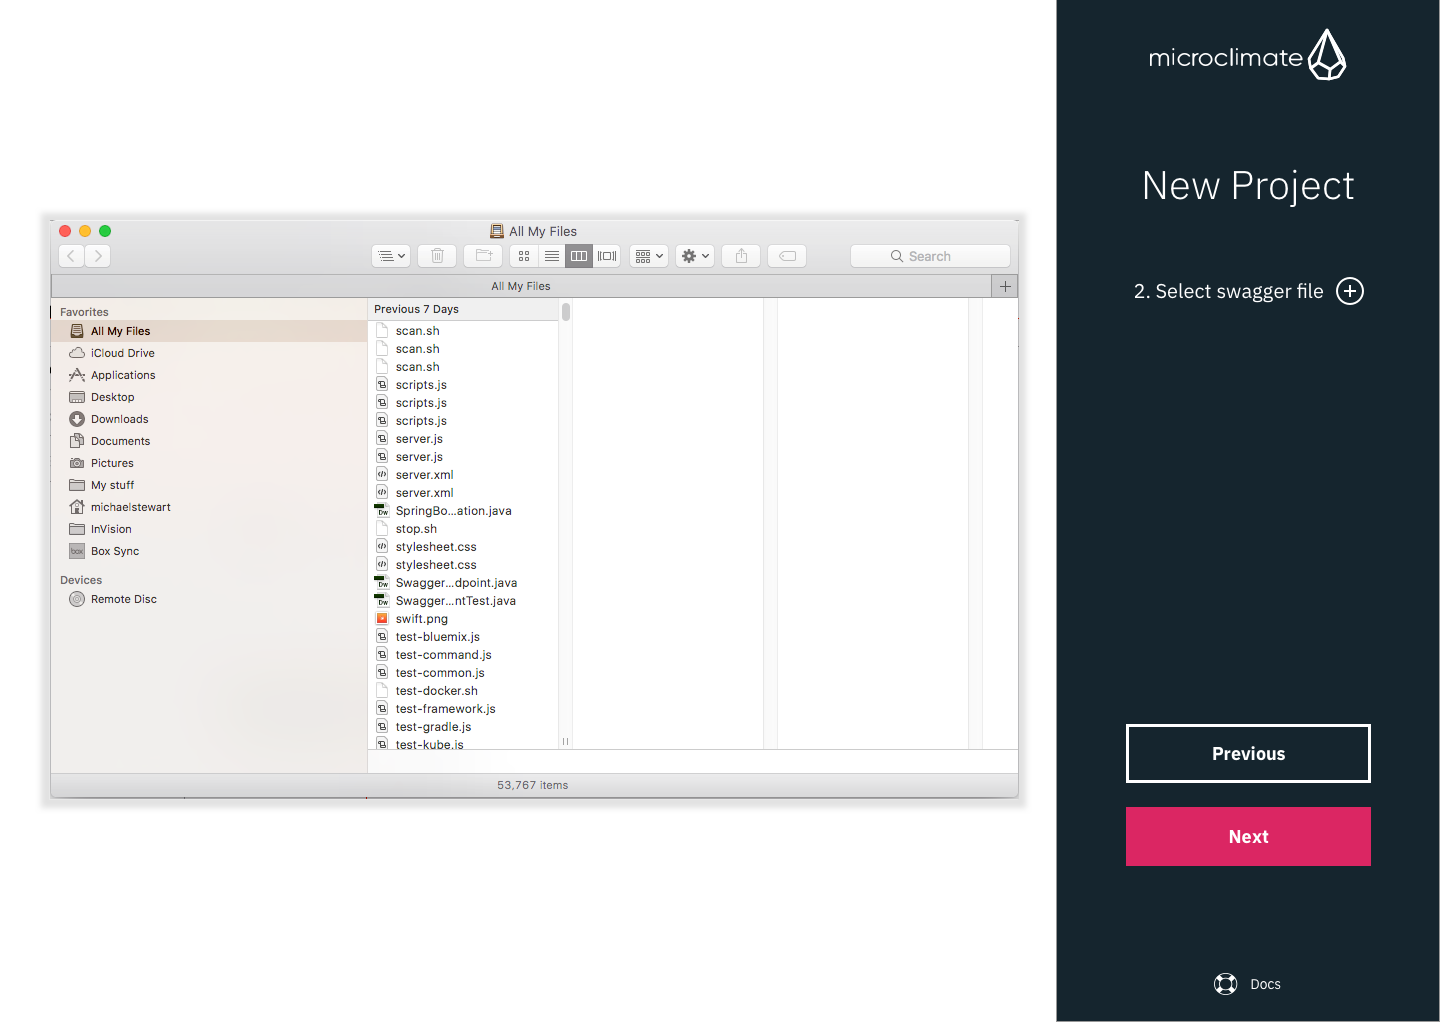 All My Files
Search
All My Files
Favorites
All My Files
iCloud Drive
Applications
Desktop
Downloads
Documents
Pictures
My stuff
michaelstewart
InVision
box
Box Sync
Devices
Remote Disc
Previous 7 Days
scan.sh
scan.sh
scan.sh
scripts.js
scripts.js
scripts.js
server.js
server.js
server.xml
server.xml
Dw
SpringBo...ation.java
stop.sh
stylesheet.css
stylesheet.css
Dw
Swagger...dpoint.java
Dw
Swagger...ntTest.java
swift.png
test-bluemix.js
test-command.js
test-common.js
test-docker.sh
test-framework.js
test-gradle.js
test-kube.js
53,767 items
microclimate
New Project
2. Select swagger file
Previous
Next
Docs